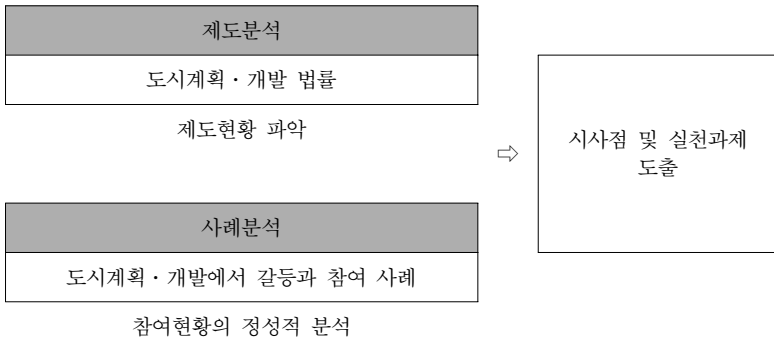 제도분석
도시계획·개발 법률
제도현황 파악
⇨
시사점 및 실천과제
도출
사례분석
도시계획·개발에서 갈등과 참여 사례
참여현황의 정성적 분석